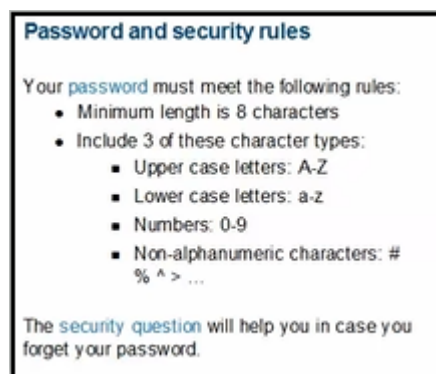 Password and security rules
Your password must meet the following rules:
• Minimum length is 8 characters
• Include 3 of these character types:
▪ Upper case letters: A-Z
▪ Lower case letters: a-z
▪ Numbers: 0-9
▪ Non-alphanumeric characters: #
% ^ > ...
The security question will help you in case you
forget your password.